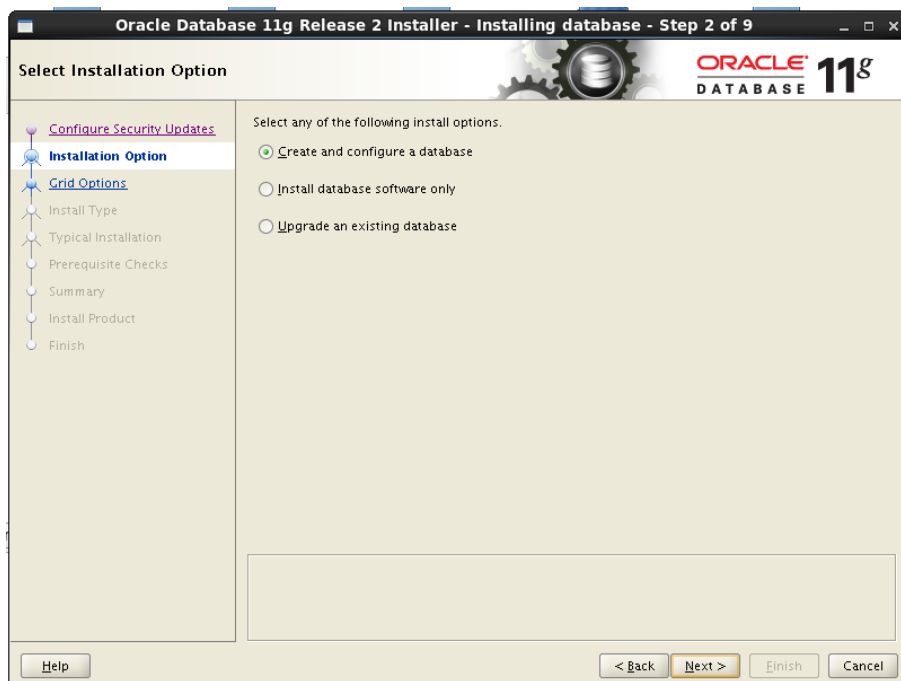 Oracle Database 11g Release 2 Installer - Installing database - Step 2 of 9
Select Installation Option
ORACLE
DATABASE 11g
Configure Security Updates
Installation Option
Grid Options
Install Type
Typical Installation
Prerequisite Checks
Summary
Install Product
Finish
Select any of the following install options.
Create and configure a database
Install database software only
Upgrade an existing database
Help
< Back
Next >
Finish
Cancel